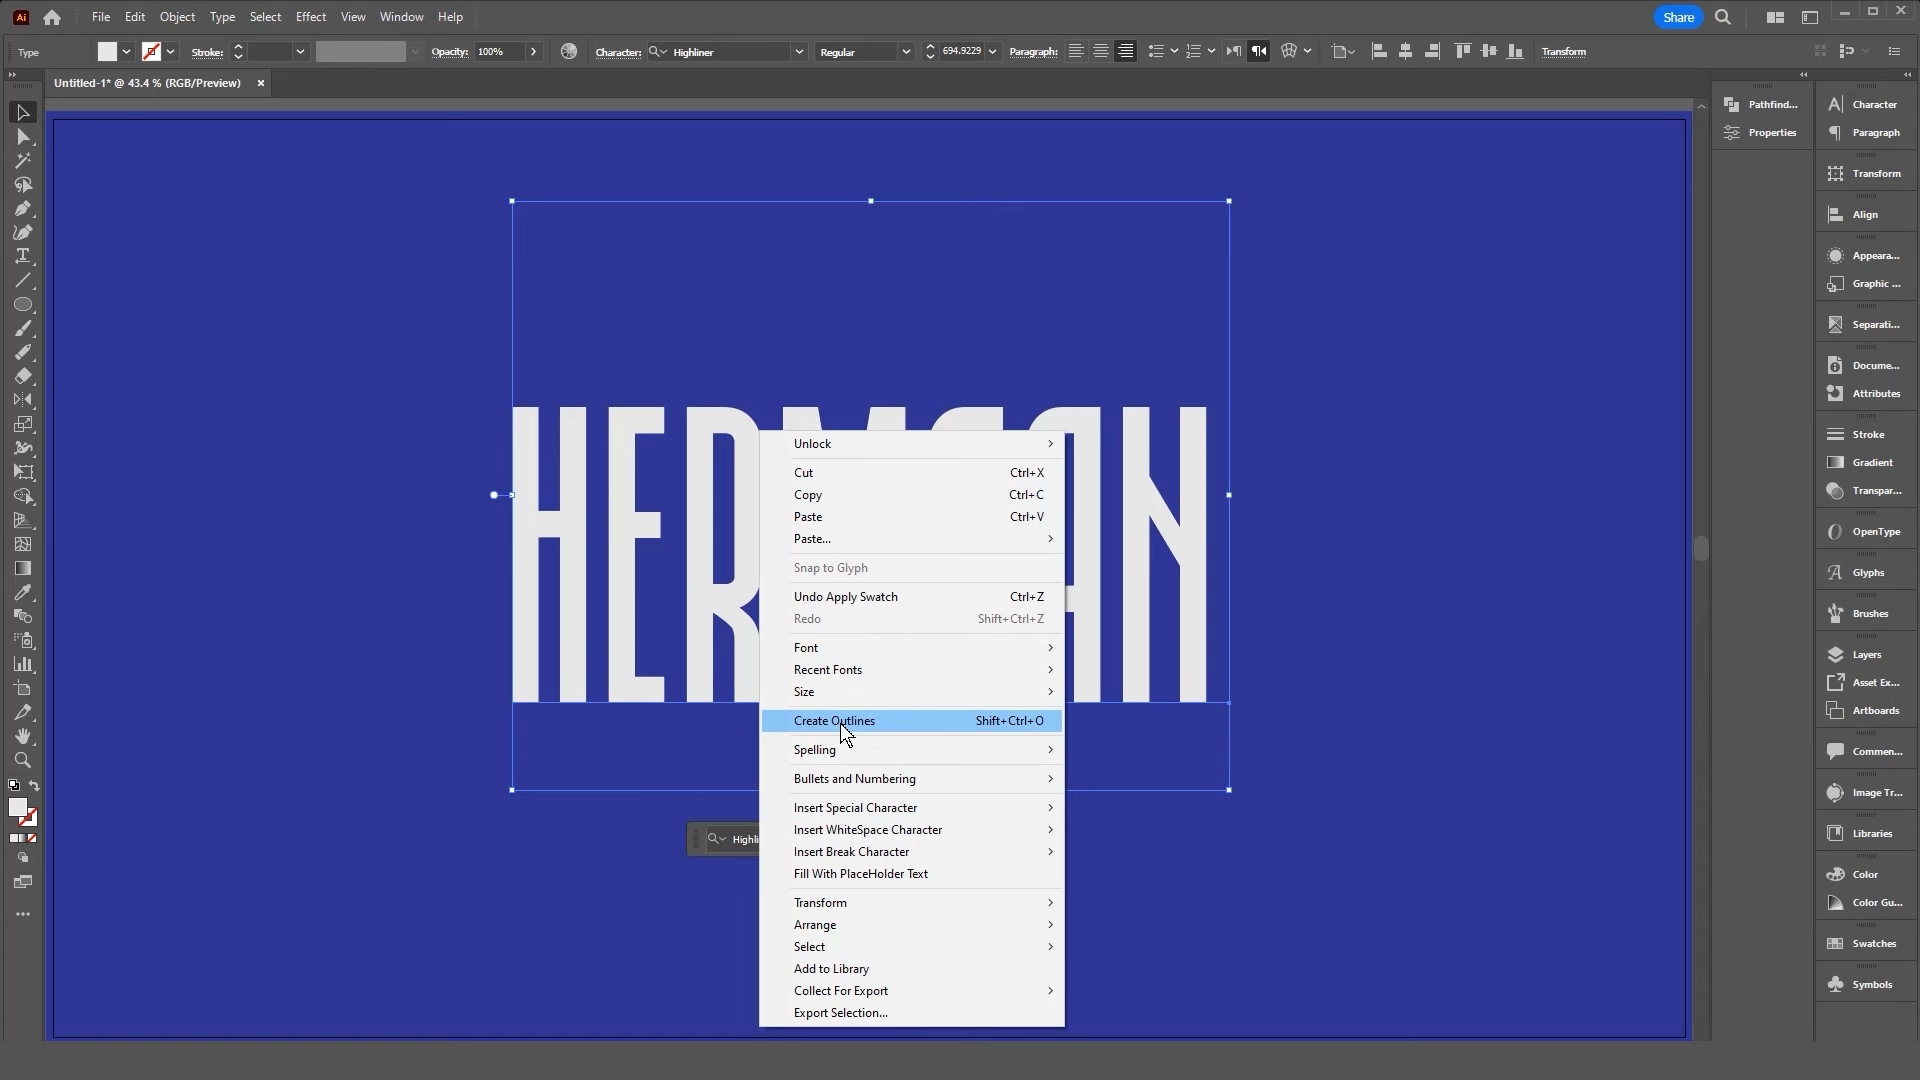 Ai File Edit Object Type Select Effect View Window Help Share
Type Stroke: Opacity: 100% Character: Highliner Regular 694.9229 Paragraph: Transform
Untitled-1* @ 43.4 % (RGB/Preview)
Unlock
Cut Ctrl+X
Copy Ctrl+C
Paste Ctrl+V
Paste...
Snap to Glyph
Undo Apply Swatch Ctrl+Z
Redo Shift+Ctrl+Z
Font
Recent Fonts
Size
Create Outlines Shift+Ctrl+O
Spelling
Bullets and Numbering
Insert Special Character
Insert WhiteSpace Character
Insert Break Character
Fill With PlaceHolder Text
Transform
Arrange
Select
Add to Library
Collect For Export
Export Selection...
Pathfind...
Properties
Character
Paragraph
Transform
Align
Appeara...
Graphic ...
Separati...
Docume...
Attributes
Stroke
Gradient
Transpar...
OpenType
Glyphs
Brushes
Layers
Asset Ex...
Artboards
Commen...
Image Tr...
Libraries
Color
Color Gu...
Swatches
Symbols